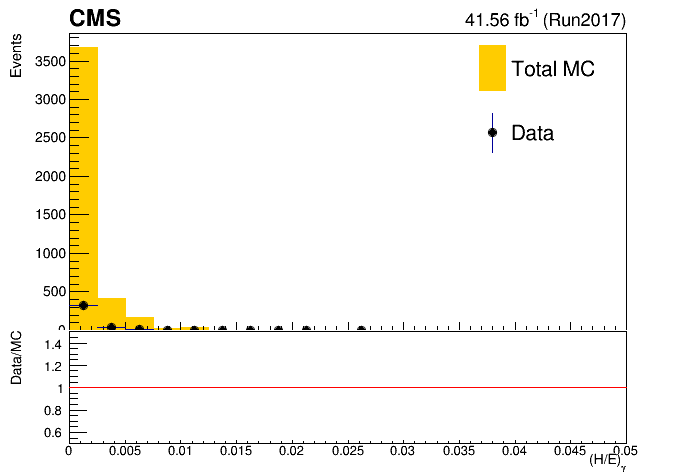 CMS
41.56 fb-1 (Run2017)
Events
3500
3000
2500
2000
1500
1000
500
0
Total MC
Data
Data/MC
1.4
1.2
1
0.8
0.6
0 0.005 0.01 0.015 0.02 0.025 0.03 0.035 0.04 0.045 0.05
(H/E)γ